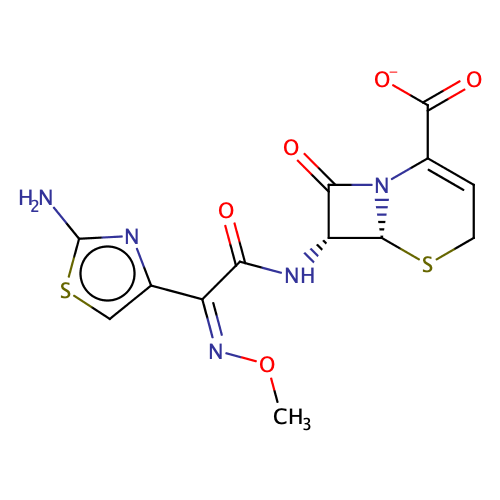 O⁻ O
O N
H₂N N O
NH S
S
N O
CH₃